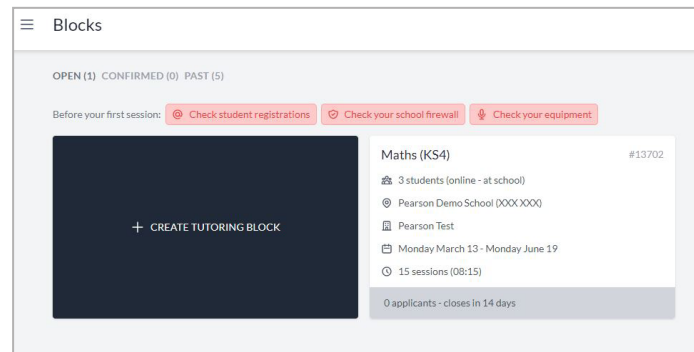 Blocks
OPEN (1) CONFIRMED (0) PAST (5)
Before your first session: Check student registrations Check your school firewall Check your equipment
+ CREATE TUTORING BLOCK
Maths (KS4) #13702
3 students (online - at school)
Pearson Demo School (XXX XXX)
Pearson Test
Monday March 13 - Monday June 19
15 sessions (08:15)
0 applicants - closes in 14 days